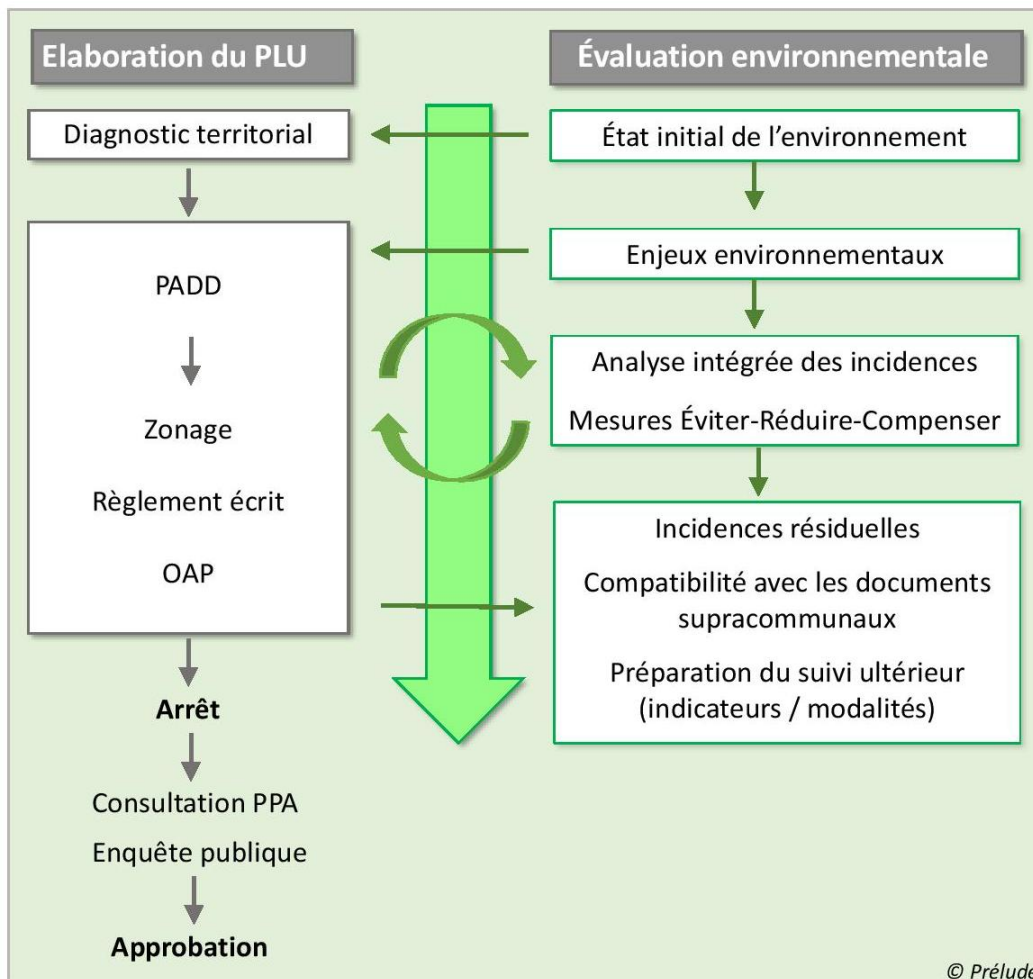 Elaboration du PLU
Diagnostic territorial
PADD
Zonage
Règlement écrit
OAP
Arrêt
Consultation PPA
Enquête publique
Approbation
Évaluation environnementale
État initial de l’environnement
Enjeux environnementaux
Analyse intégrée des incidences
Mesures Éviter-Réduire-Compenser
Incidences résiduelles
Compatibilité avec les documents
supracommunaux
Préparation du suivi ultérieur
(indicateurs / modalités)
© Prélude